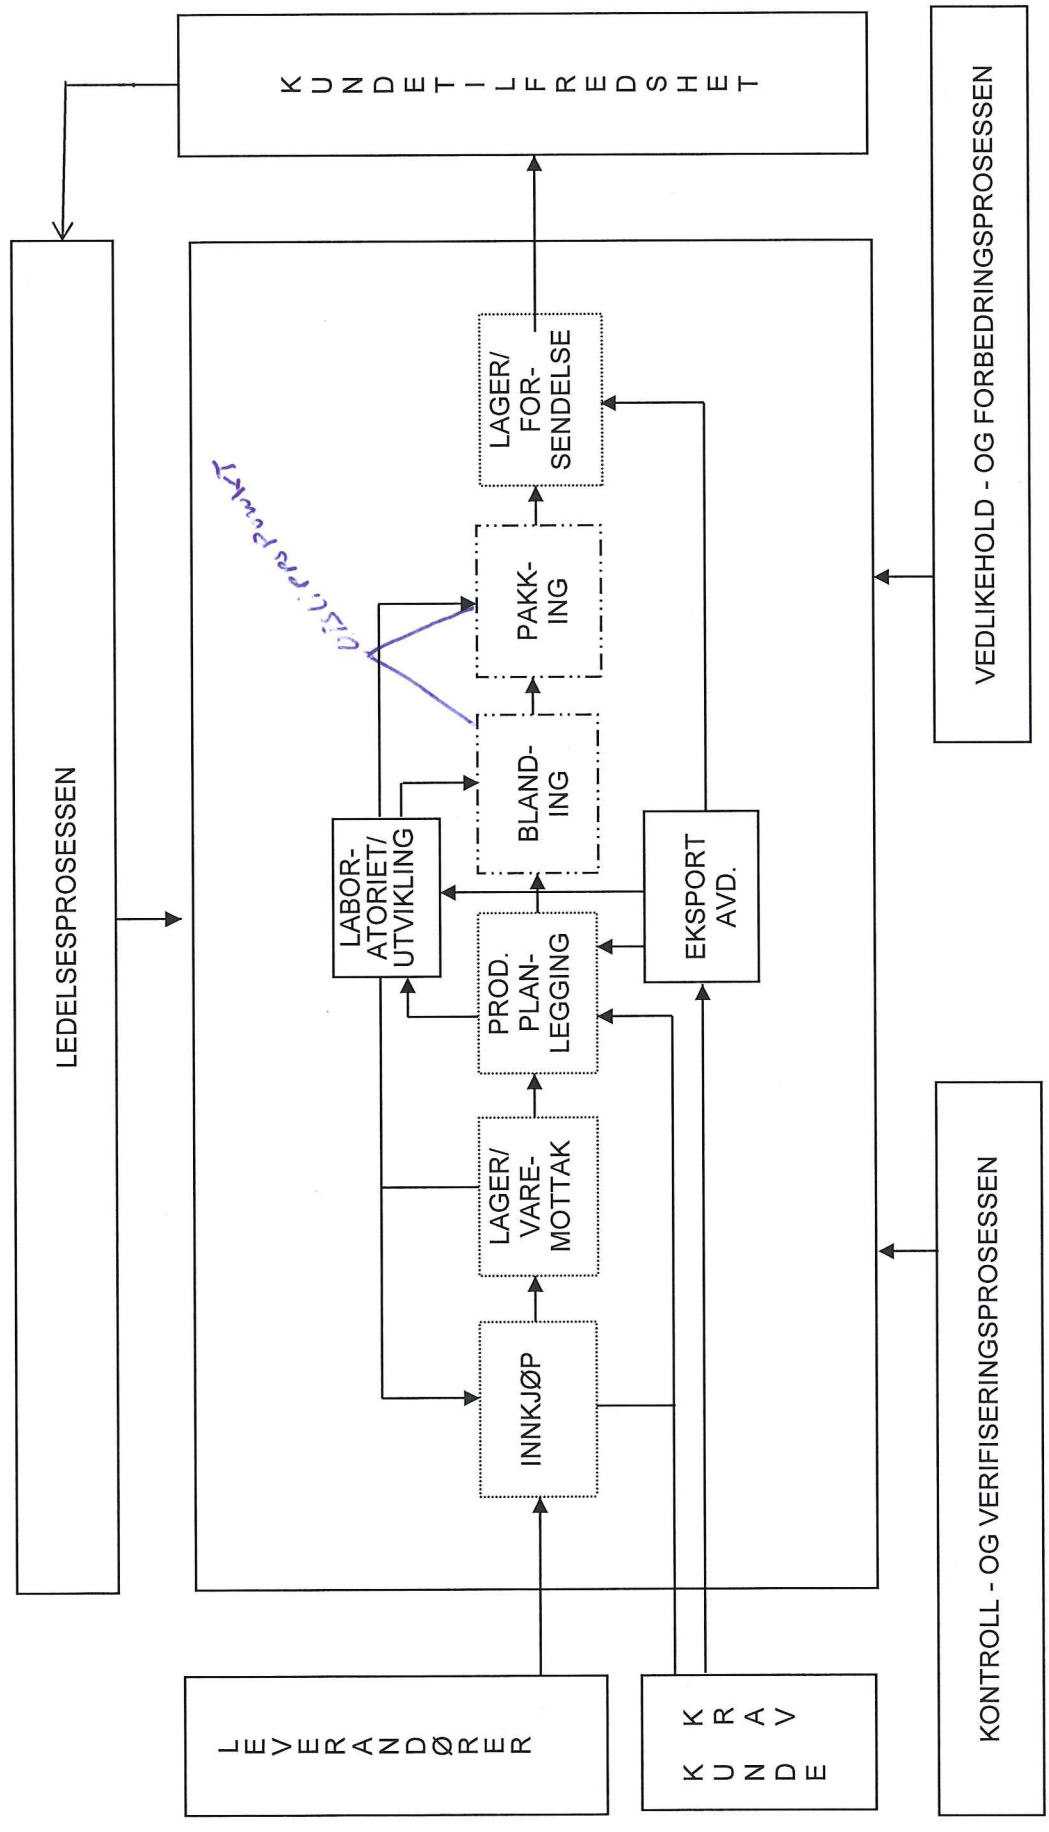 LEDELSESPROSESSEN
LEVERANDØRER
KUNDE KRAV
INNKJØP
LAGER/
VARE-
MOTTAK
PROD.
PLAN-
LEGGING
LABOR-
ATORIET/
UTVIKLING
EKSPORT
AVD.
BLAND-
ING
UTSLIPPSPUNKT
PAKK-
ING
LAGER/
FOR-
SENDELSE
KUNDETILFREDSHET
KONTROLL - OG VERIFISERINGSPROSESSEN
VEDLIKEHOLD - OG FORBEDRINGSPROSESSEN